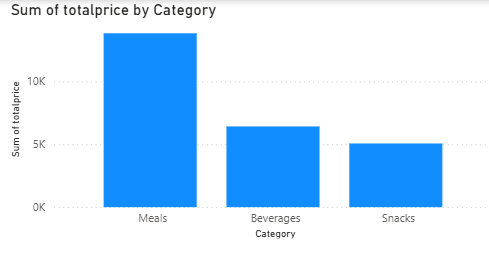 Sum of totalprice by Category
Sum of totalprice
10K
5K
0K
Meals Beverages Snacks
Category